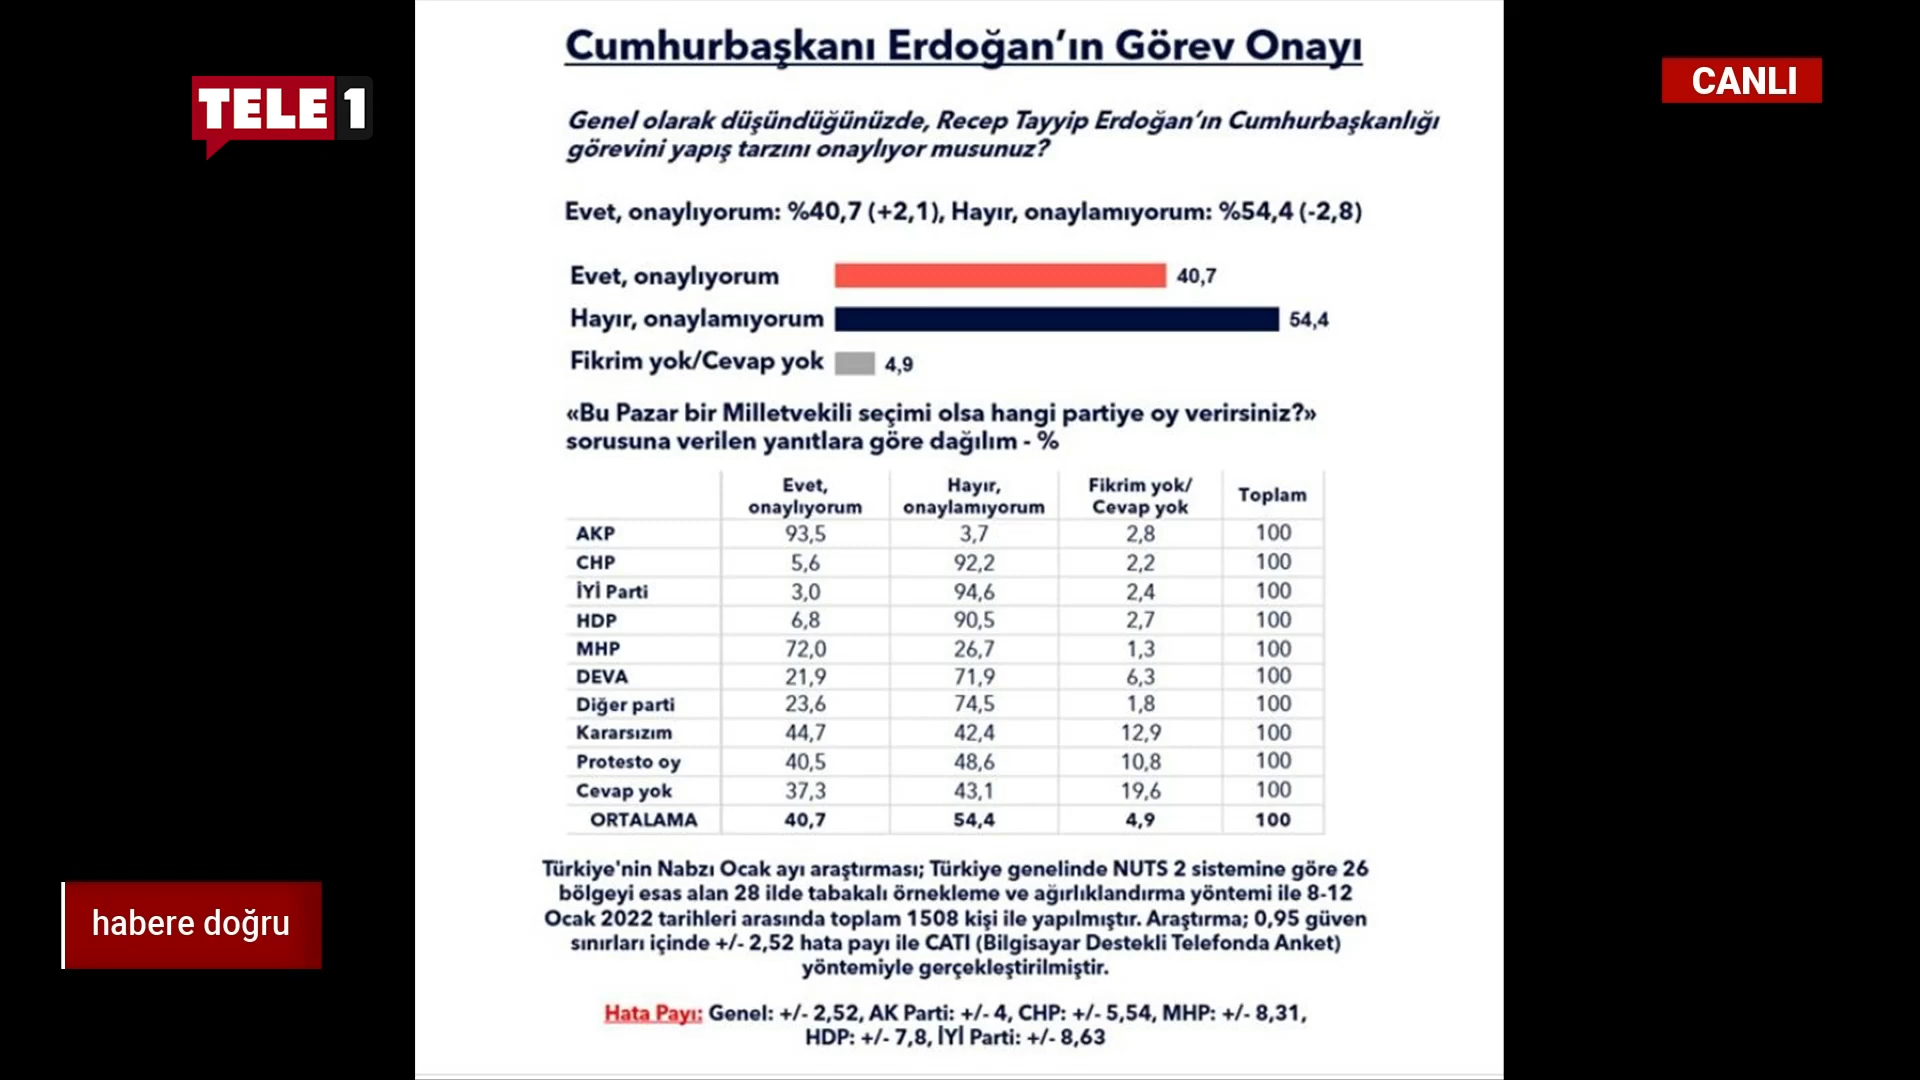 Cumhurbaşkanı Erdoğan’ın Görev Onayı
TELE 1
CANLI
Genel olarak düşündüğünüzde, Recep Tayyip Erdoğan’ın Cumhurbaşkanlığı
görevini yapış tarzını onaylıyor musunuz?
Evet, onaylıyorum: %40,7 (+2,1), Hayır, onaylamıyorum: %54,4 (-2,8)
Evet, onaylıyorum 40,7
Hayır, onaylamıyorum 54,4
Fikrim yok/Cevap yok 4,9
«Bu Pazar bir Milletvekili seçimi olsa hangi partiye oy verirsiniz?»
sorusuna verilen yanıtlara göre dağılım - %
Evet, onaylıyorum Hayır, onaylamıyorum Fikrim yok/ Cevap yok Toplam
AKP 93,5 3,7 2,8 100
CHP 5,6 92,2 2,2 100
İYİ Parti 3,0 94,6 2,4 100
HDP 6,8 90,5 2,7 100
MHP 72,0 26,7 1,3 100
DEVA 21,9 71,9 6,3 100
Diğer parti 23,6 74,5 1,8 100
Kararsızım 44,7 42,4 12,9 100
Protesto oy 40,5 48,6 10,8 100
Cevap yok 37,3 43,1 19,6 100
ORTALAMA 40,7 54,4 4,9 100
Türkiye'nin Nabzı Ocak ayı araştırması; Türkiye genelinde NUTS 2 sistemine göre 26
bölgeyi esas alan 28 ilde tabakalı örnekleme ve ağırlıklandırma yöntemi ile 8-12
Ocak 2022 tarihleri arasında toplam 1508 kişi ile yapılmıştır. Araştırma; 0,95 güven
sınırları içinde +/- 2,52 hata payı ile CATI (Bilgisayar Destekli Telefonda Anket)
yöntemiyle gerçekleştirilmiştir.
habere doğru
Hata Payı: Genel: +/- 2,52, AK Parti: +/- 4, CHP: +/- 5,54, MHP: +/- 8,31,
HDP: +/- 7,8, İYİ Parti: +/- 8,63